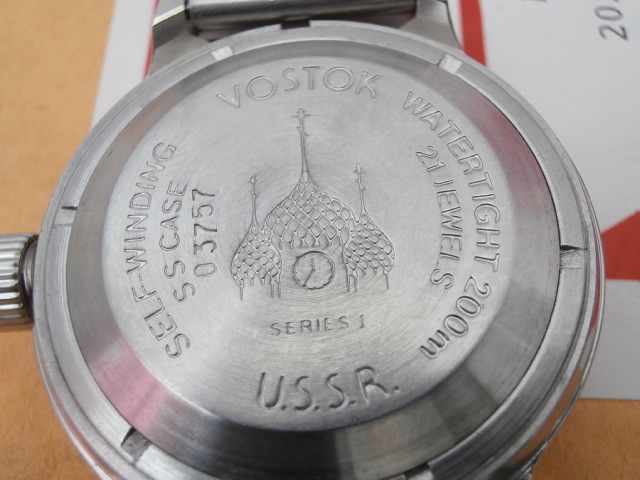 VOSTOK
WATERTIGHT 200m
21 JEWELS
SELF-WINDING
S S CASE
03757
SERIES 1
U.S.S.R.